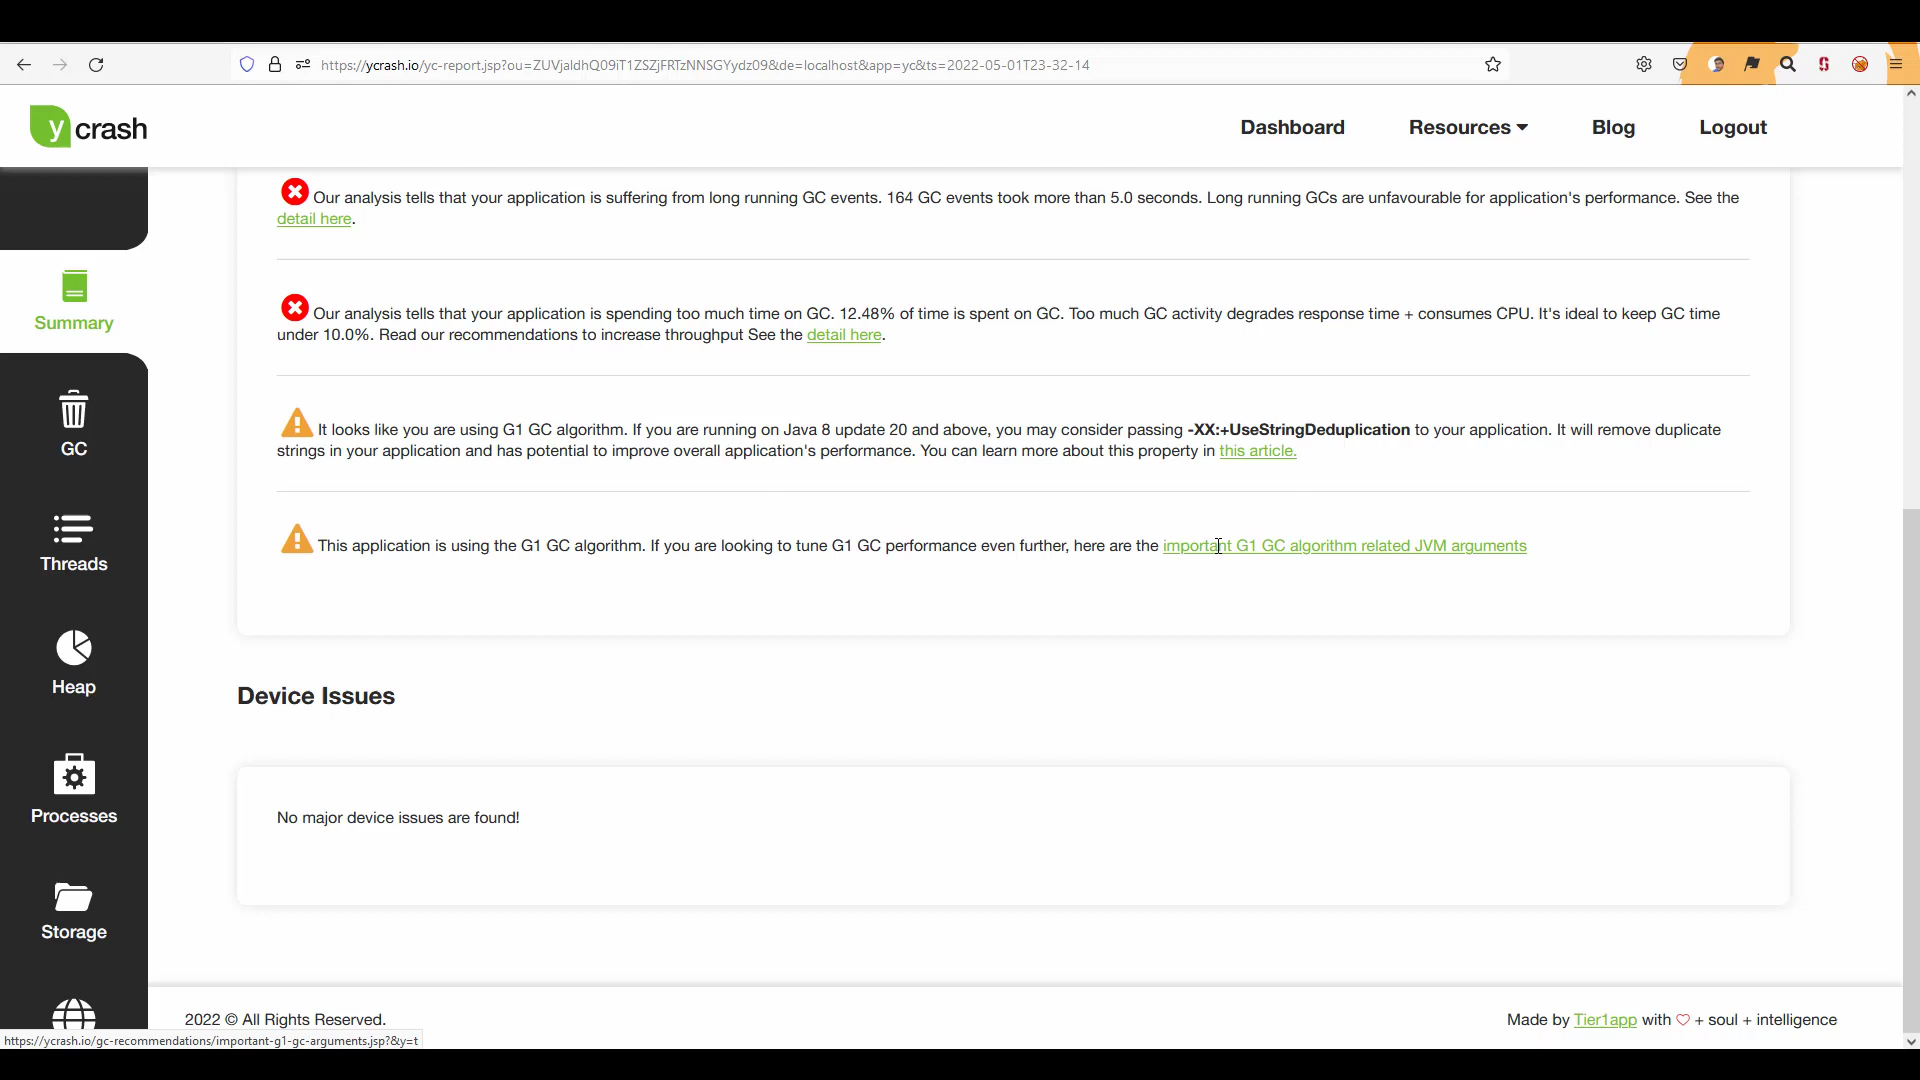 https://ycrash.io/yc-report.jsp?ou=ZUVjaldhQ09iT1ZSZjFRTzNNSGYydz09&de=localhost&app=yc&ts=2022-05-01T23-32-14
y crash
Dashboard
Resources
Blog
Logout
Our analysis tells that your application is suffering from long running GC events. 164 GC events took more than 5.0 seconds. Long running GCs are unfavourable for application's performance. See the
detail here.
Summary
Our analysis tells that your application is spending too much time on GC. 12.48% of time is spent on GC. Too much GC activity degrades response time + consumes CPU. It's ideal to keep GC time
under 10.0%. Read our recommendations to increase throughput See the detail here.
GC
It looks like you are using G1 GC algorithm. If you are running on Java 8 update 20 and above, you may consider passing -XX:+UseStringDeduplication to your application. It will remove duplicate
strings in your application and has potential to improve overall application's performance. You can learn more about this property in this article.
Threads
This application is using the G1 GC algorithm. If you are looking to tune G1 GC performance even further, here are the important G1 GC algorithm related JVM arguments
Heap
Device Issues
Processes
No major device issues are found!
Storage
2022 © All Rights Reserved.
Made by Tier1app with ♡ + soul + intelligence
https://ycrash.io/gc-recommendations/important-g1-gc-arguments.jsp?&y=t